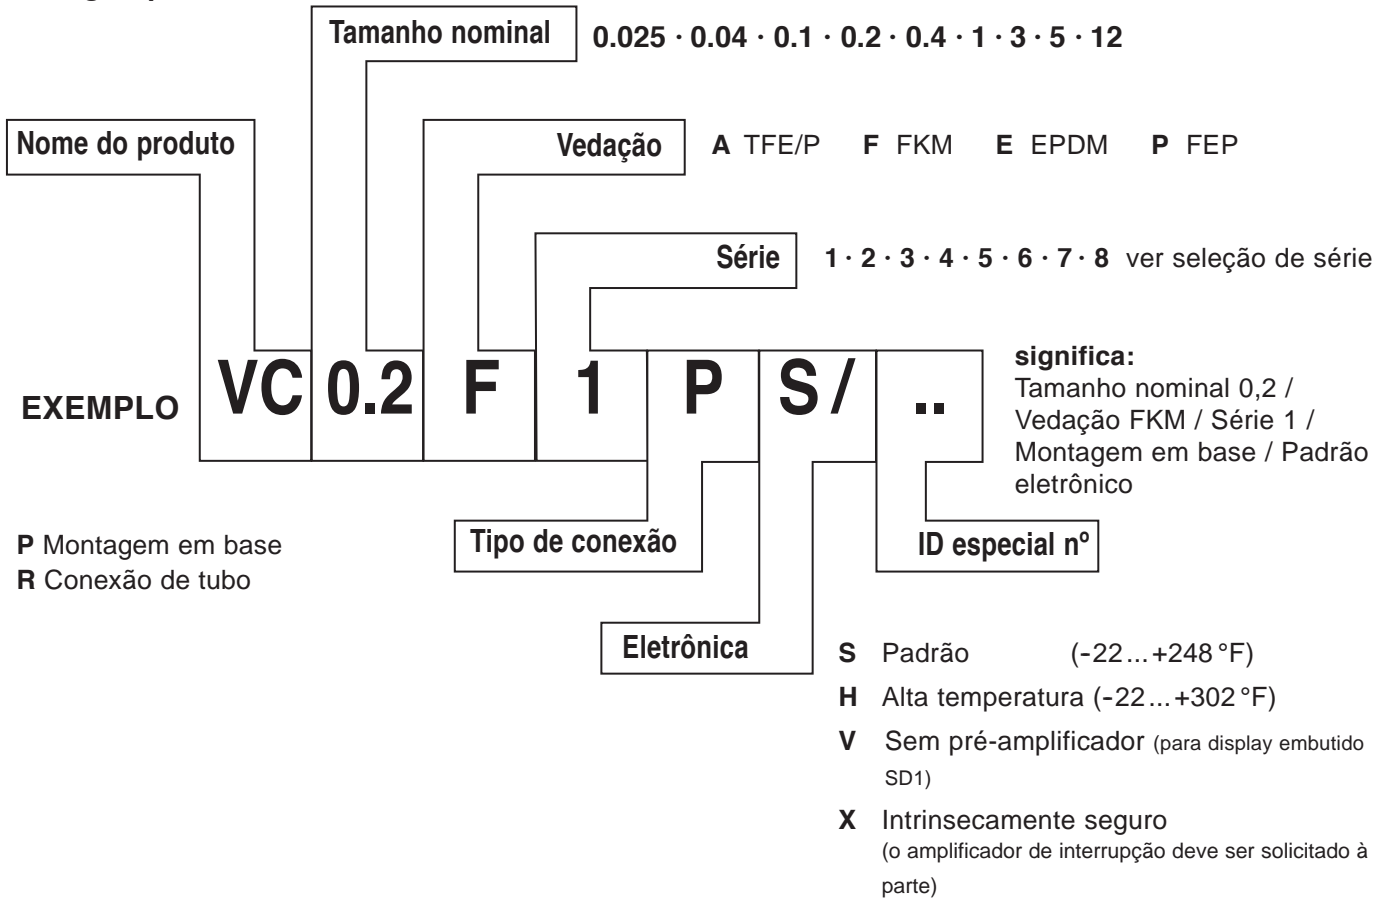 Tamanho nominal 0.025 · 0.04 · 0.1 · 0.2 · 0.4 · 1 · 3 · 5 · 12
Nome do produto
Vedação A TFE/P F FKM E EPDM P FEP
Série 1 · 2 · 3 · 4 · 5 · 6 · 7 · 8 ver seleção de série
EXEMPLO VC 0.2 F 1 P S / ..
significa:
Tamanho nominal 0,2 /
Vedação FKM / Série 1 /
Montagem em base / Padrão
eletrônico
P Montagem em base
R Conexão de tubo
Tipo de conexão
ID especial nº
Eletrônica
S Padrão (-22...+248 °F)
H Alta temperatura (-22...+302 °F)
V Sem pré-amplificador (para display embutido
SD1)
X Intrinsecamente seguro
(o amplificador de interrupção deve ser solicitado à
parte)